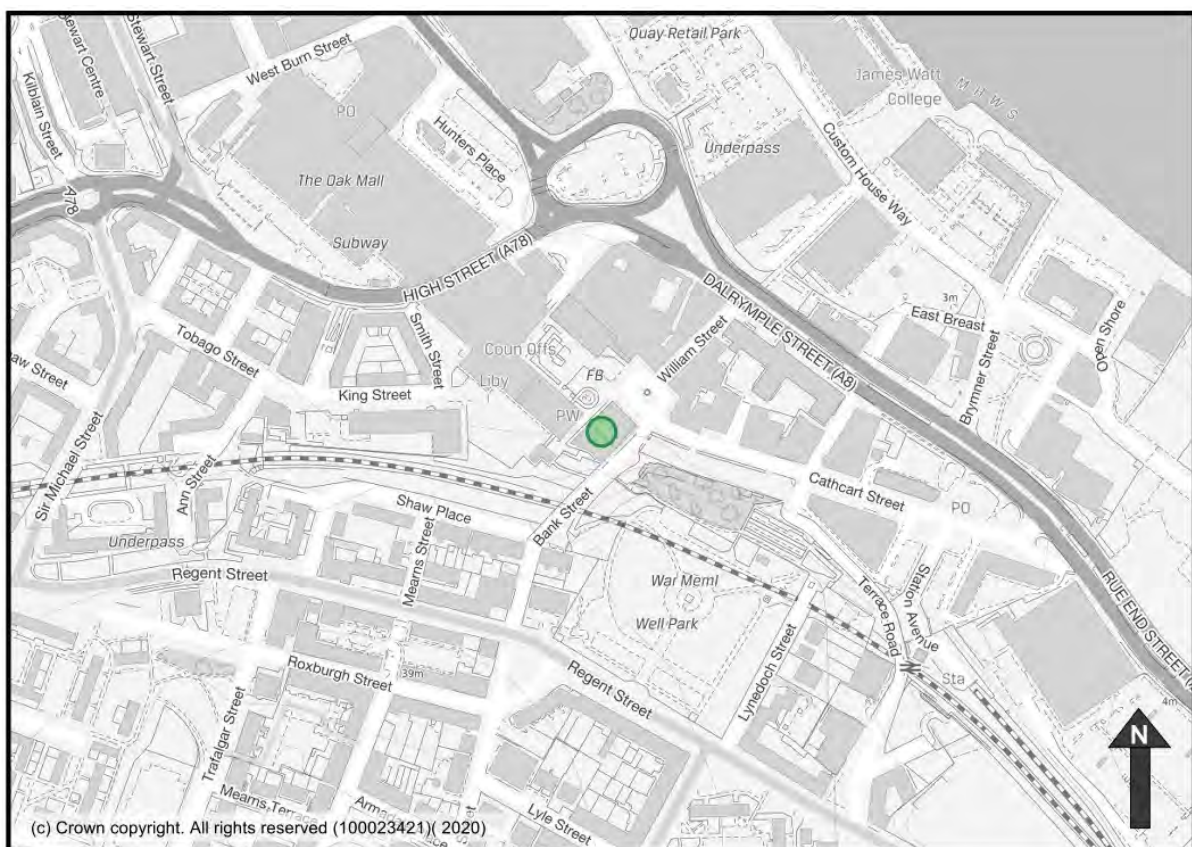 Stewart Centre
Stewart Street
Kilblain Street
West Burn Street
PO
Hunters Place
The Oak Mall
Subway
A78
HIGH STREET (A78)
Quay Retail Park
James Watt
College
M H W S
Underpass
Custom House Way
3m
East Breast
Open Shore
Brymner Street
DALRYMPLE STREET (A8)
William Street
Smith Street
Coun Offs
FB
Liby
PW
Tobago Street
King Street
Sir Michael Street
Ann Street
Underpass
Shaw Place
Bank Street
Mearns Street
Regent Street
Cathcart Street
PO
War Meml
Well Park
Terrace Road
Station Avenue
Sta
RUE END STREET
4m
Lynedoch Street
Regent Street
Roxburgh Street
39m
Trafalgar Street
Mearns Terrace
Lyle Street
N
(c) Crown copyright. All rights reserved (100023421)( 2020)